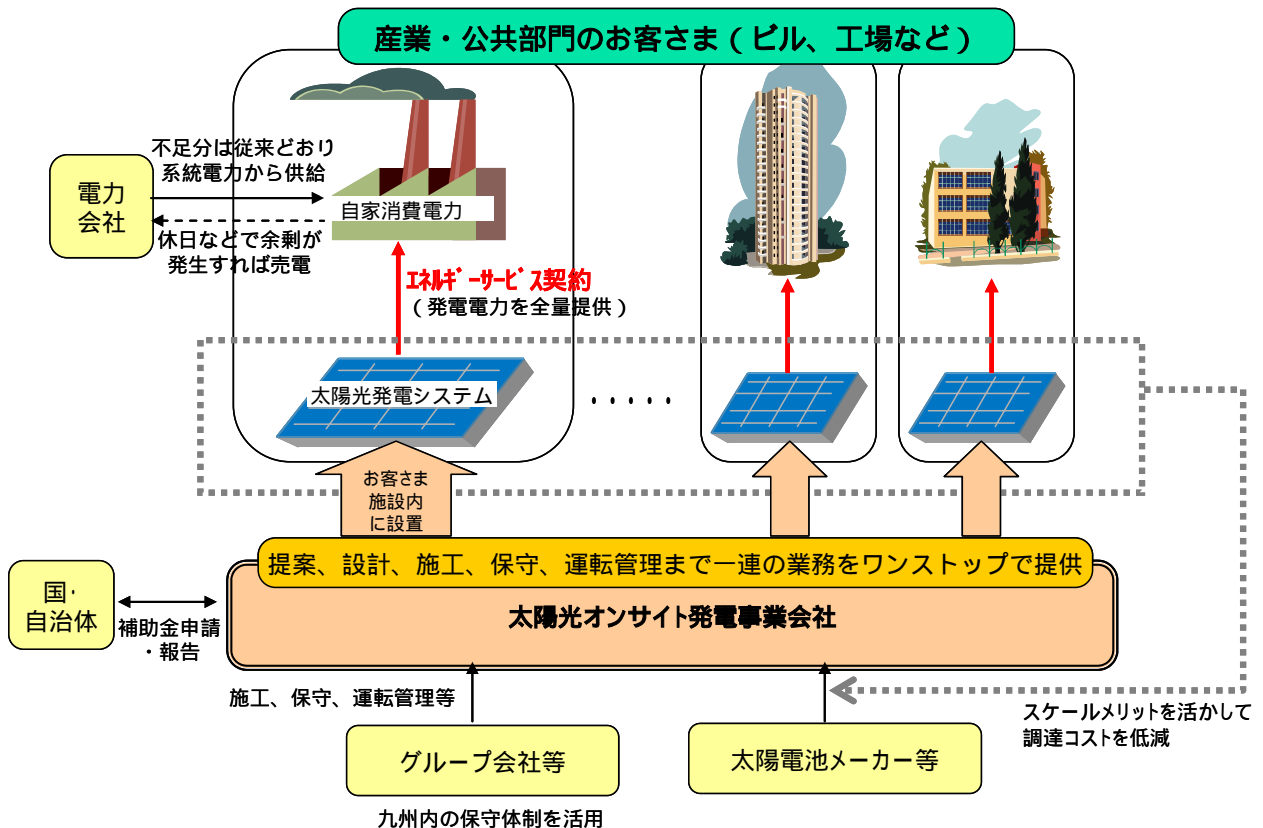 産業・公共部門のお客さま（ビル、工場など）
不足分は従来どおり
系統電力から供給
電力
会社
自家消費電力
休日などで余剰が
発生すれば売電
ｴﾈﾙｷﾞｰｻｰﾋﾞｽ契約
（発電電力を全量提供）
太陽光発電システム
・・・・・
お客さま
施設内
に設置
提案、設計、施工、保守、運転管理まで一連の業務をワンストップで提供
太陽光オンサイト発電事業会社
国・
自治体
補助金申請
・報告
施工、保守、運転管理等
スケールメリットを活かして
調達コストを低減
グループ会社等
太陽電池メーカー等
九州内の保守体制を活用